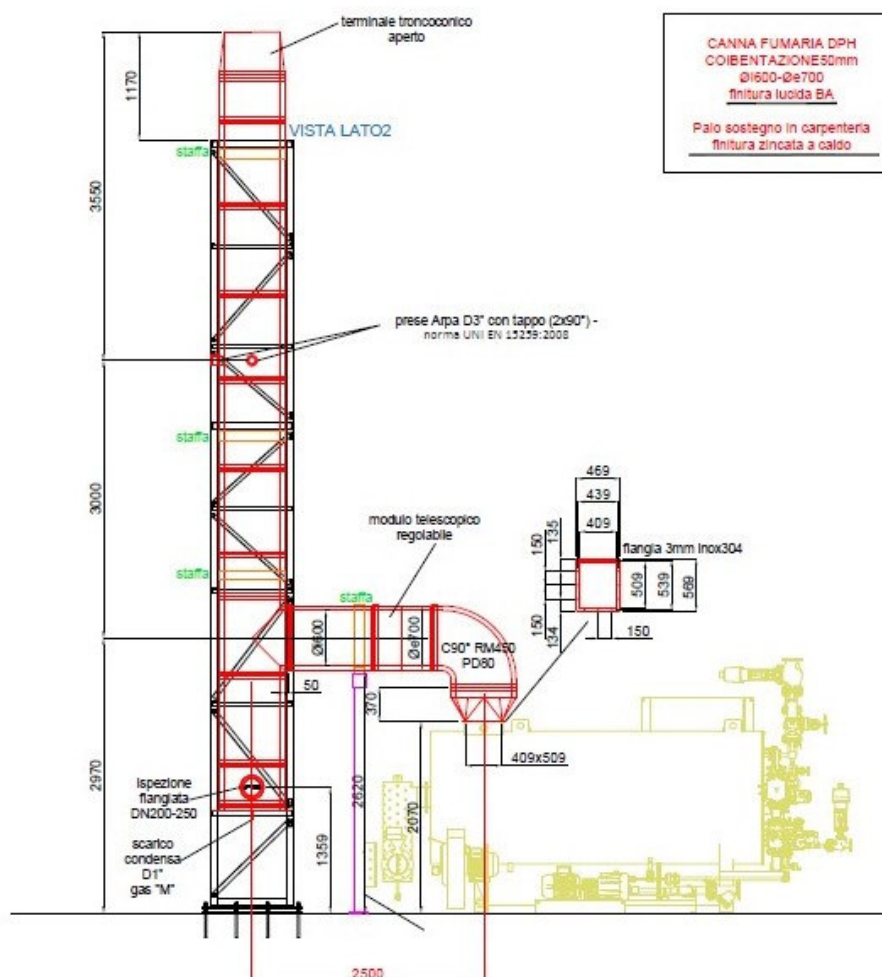 terminale troncoconico
aperto
CANNA FUMARIA DPH
COIBENTAZIONE50mm
Øi600-Øe700
finitura lucida BA
Palo sostegno in carpenteria
finitura zincata a caldo
1170
VISTA LATO2
staffa
3550
prese Arpa D3" con tappo (2x90°) -
norma UNI EN 15259:2008
staffa
3000
469
439
409
modulo telescopico
regolabile
150
135
flangia 3mm inox304
509
539
569
150
134
150
staffa
staffa
Øi600
Øe700
C90° RM450
PD80
50
370
409x509
2970
ispezione
flangiata
DN200-250
scarico
condensa
D1"
gas "M"
1359
2620
2070
2500